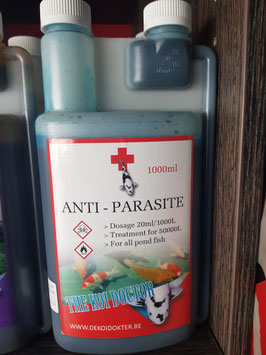 1000ml
ANTI - PARASITE
> Dosage 20ml/1000L
> Treatment for 50000L
> For all pond fish
THE KOI DOCTOR
WWW.DEKOIDOKTER.BE